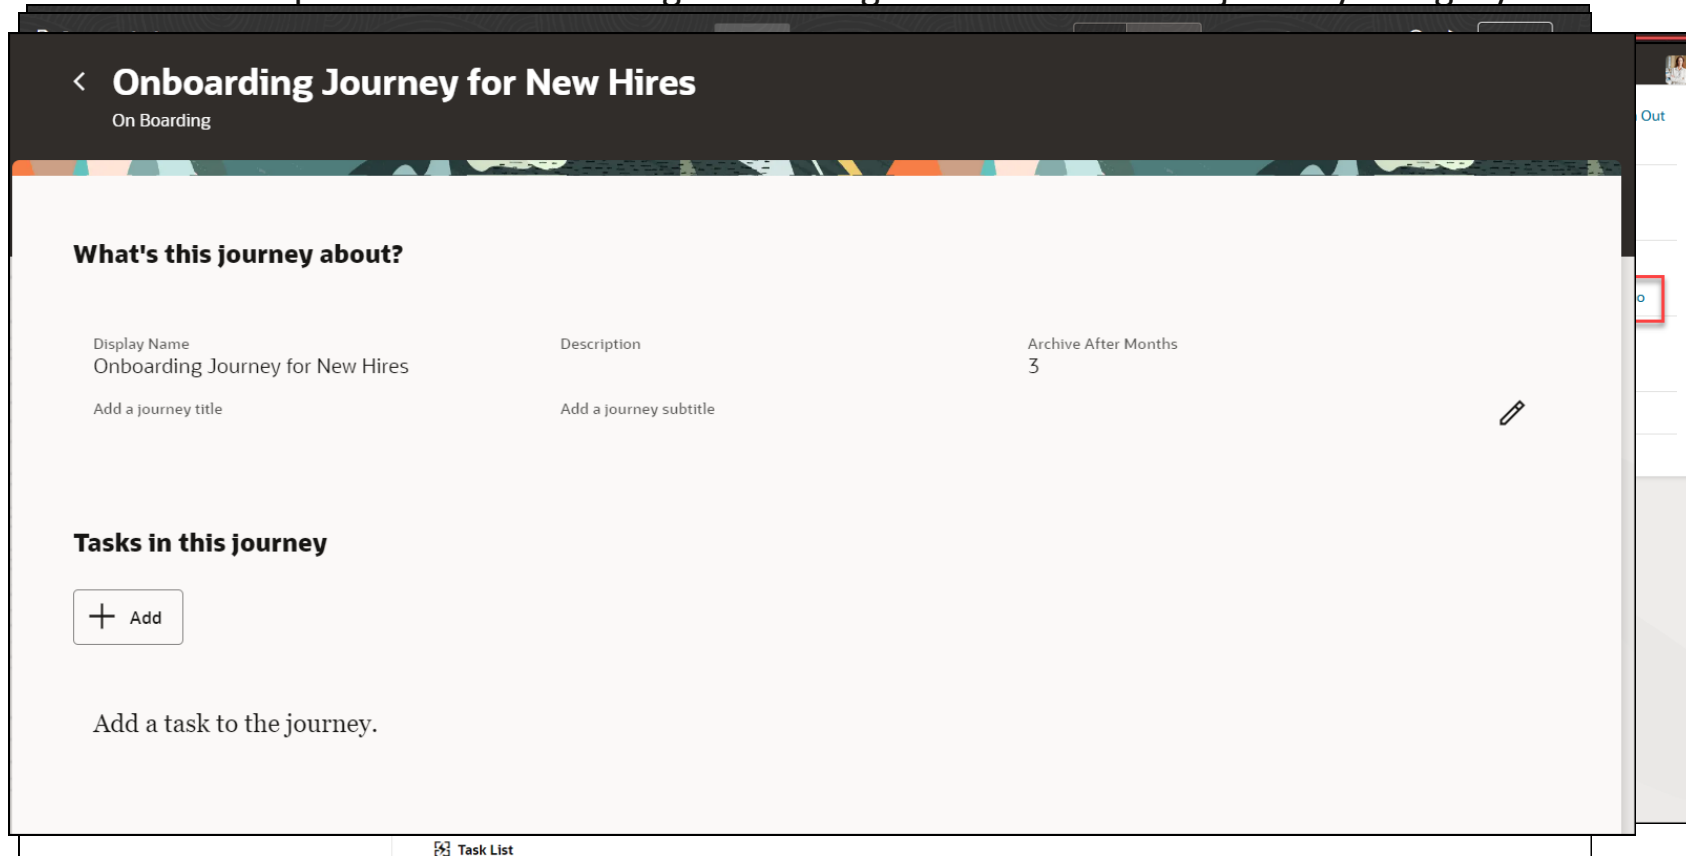 Onboarding Journey for New Hires
On Boarding
Out
What's this journey about?
Display Name
Onboarding Journey for New Hires
Description
Archive After Months
3
Add a journey title
Add a journey subtitle
Tasks in this journey
Add
Add a task to the journey.
Task List